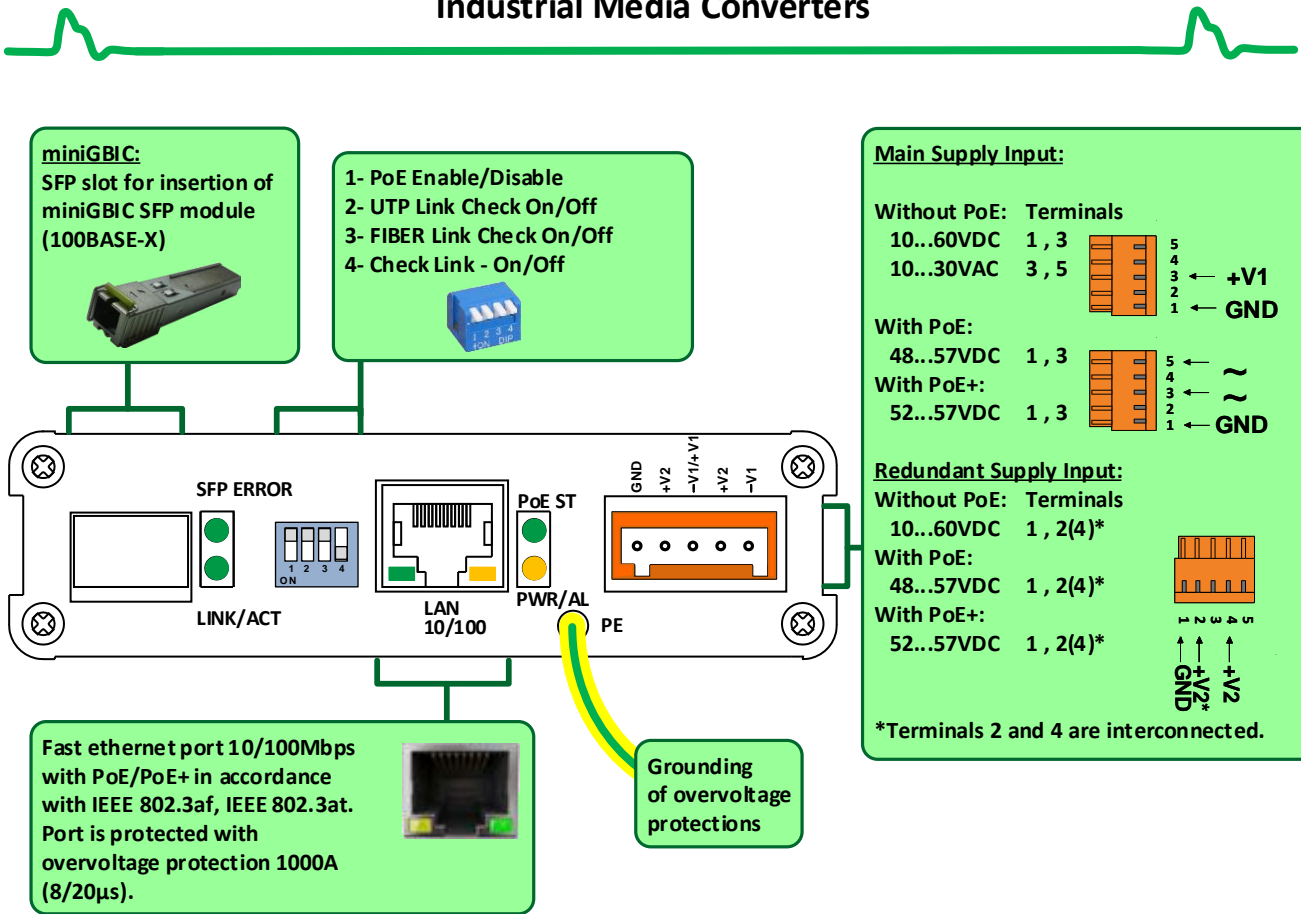 Industrial Media Converters
miniGBIC:
SFP slot for insertion of
miniGBIC SFP module
(100BASE-X)
1- PoE Enable/Disable
2- UTP Link Check On/Off
3- FIBER Link Check On/Off
4- Check Link - On/Off
1 2 3 4
↑ON DIP
Main Supply Input:
Without PoE: Terminals
10...60VDC 1 , 3
10...30VAC 3 , 5
With PoE:
48...57VDC 1 , 3
With PoE+:
52...57VDC 1 , 3
5
4
3 ← +V1
2
1 ← GND
5 ← ~
4
3 ← ~
2
1 ← GND
Redundant Supply Input:
Without PoE: Terminals
10...60VDC 1 , 2(4)*
With PoE:
48...57VDC 1 , 2(4)*
With PoE+:
52...57VDC 1 , 2(4)*
1 2 3 4 5
GND
+V2*
+V2
*Terminals 2 and 4 are interconnected.
SFP ERROR
LINK/ACT
1 2 3 4
ON
LAN
10/100
PoE ST
PWR/AL
PE
GND
+V2
–V1/+V1
+V2
–V1
Fast ethernet port 10/100Mbps
with PoE/PoE+ in accordance
with IEEE 802.3af, IEEE 802.3at.
Port is protected with
overvoltage protection 1000A
(8/20µs).
Grounding
of overvoltage
protections